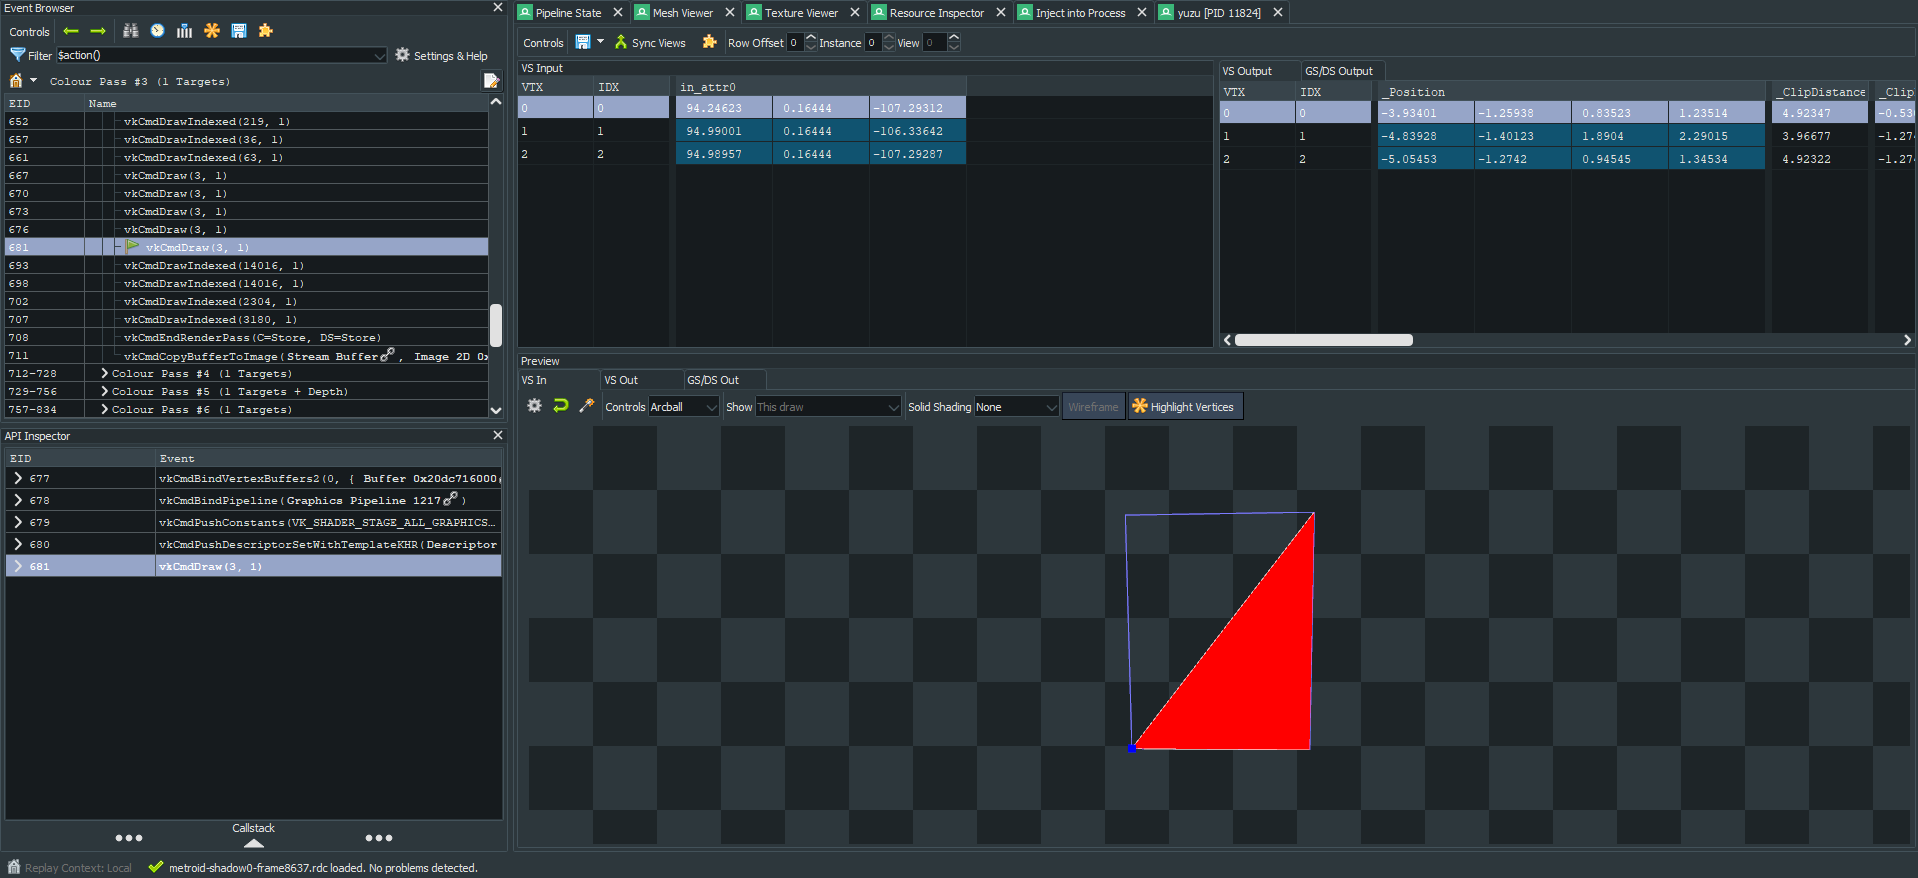 Event Browser
Controls
Filter $action() Settings & Help
Colour Pass #3 (1 Targets)
EID Name
652 vkCmdDrawIndexed(219, 1)
657 vkCmdDrawIndexed(36, 1)
661 vkCmdDrawIndexed(63, 1)
667 vkCmdDraw(3, 1)
670 vkCmdDraw(3, 1)
673 vkCmdDraw(3, 1)
676 vkCmdDraw(3, 1)
681 vkCmdDraw(3, 1)
693 vkCmdDrawIndexed(14016, 1)
698 vkCmdDrawIndexed(14016, 1)
702 vkCmdDrawIndexed(2304, 1)
707 vkCmdDrawIndexed(3180, 1)
708 vkCmdEndRenderPass(C=Store, DS=Store)
711 vkCmdCopyBufferToImage(Stream Buffer, Image 2D 0x
712-728 Colour Pass #4 (1 Targets)
729-756 Colour Pass #5 (1 Targets + Depth)
757-834 Colour Pass #6 (1 Targets)
API Inspector
EID Event
677 vkCmdBindVertexBuffers2(0, { Buffer 0x20dc716000
678 vkCmdBindPipeline(Graphics Pipeline 1217)
679 vkCmdPushConstants(VK_SHADER_STAGE_ALL_GRAPHICS...
680 vkCmdPushDescriptorSetWithTemplateKHR(Descriptor
681 vkCmdDraw(3, 1)
Callstack
Replay Context: Local metroid-shadow0-frame8637.rdc loaded. No problems detected.
Pipeline State Mesh Viewer Texture Viewer Resource Inspector Inject into Process yuzu [PID 11824]
Controls Sync Views Row Offset 0 Instance 0 View 0
VS Input
VTX IDX in_attr0
0 0 94.24623 0.16444 -107.29312
1 1 94.99001 0.16444 -106.33642
2 2 94.98957 0.16444 -107.29287
VS Output GS/DS Output
VTX IDX _Position _ClipDistance _Clip
0 0 -3.93401 -1.25938 0.83523 1.23514 4.92347 -0.53
1 1 -4.83928 -1.40123 1.8904 2.29015 3.96677 -1.27
2 2 -5.05453 -1.2742 0.94545 1.34534 4.92322 -1.27
Preview
VS In VS Out GS/DS Out
Controls Arcball Show This draw Solid Shading None Wireframe Highlight Vertices